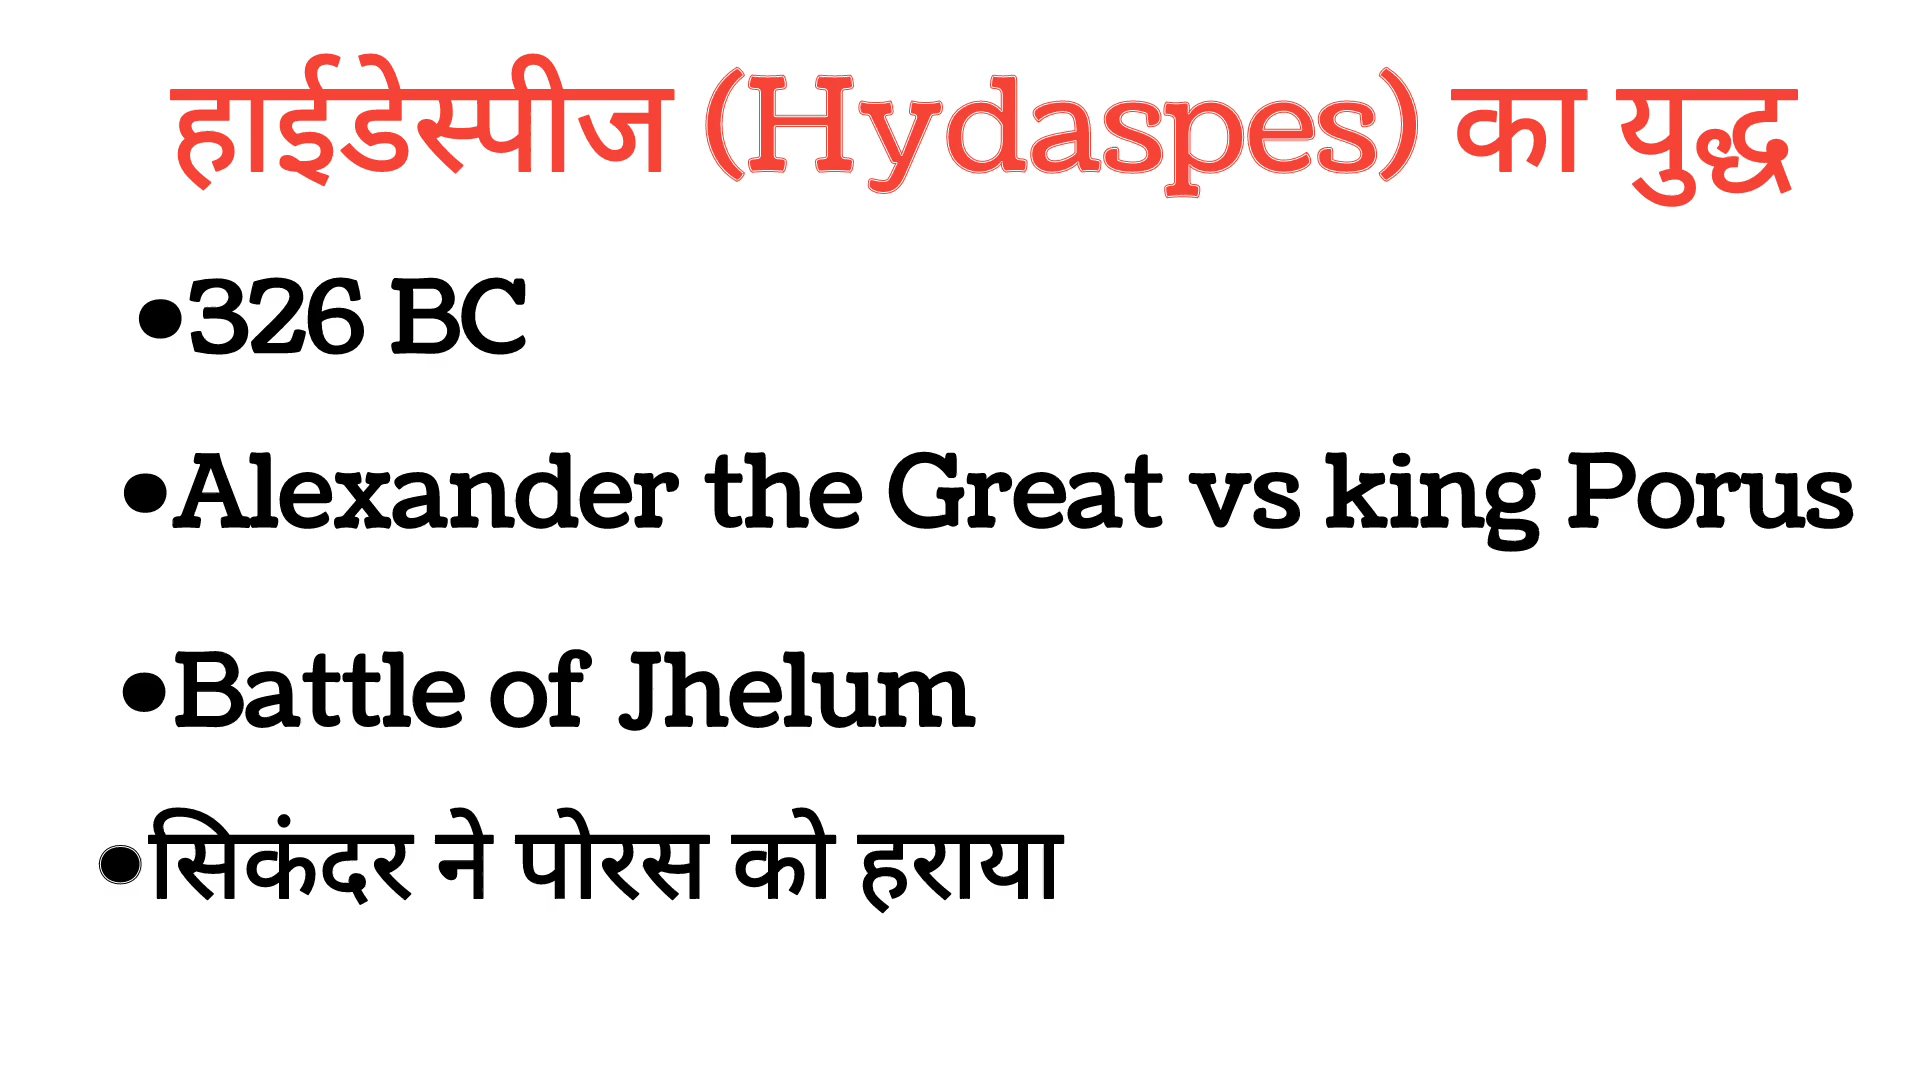 हाईडेस्पीज (Hydaspes) का युद्ध
•326 BC
•Alexander the Great vs king Porus
•Battle of Jhelum
•सिकंदर ने पोरस को हराया